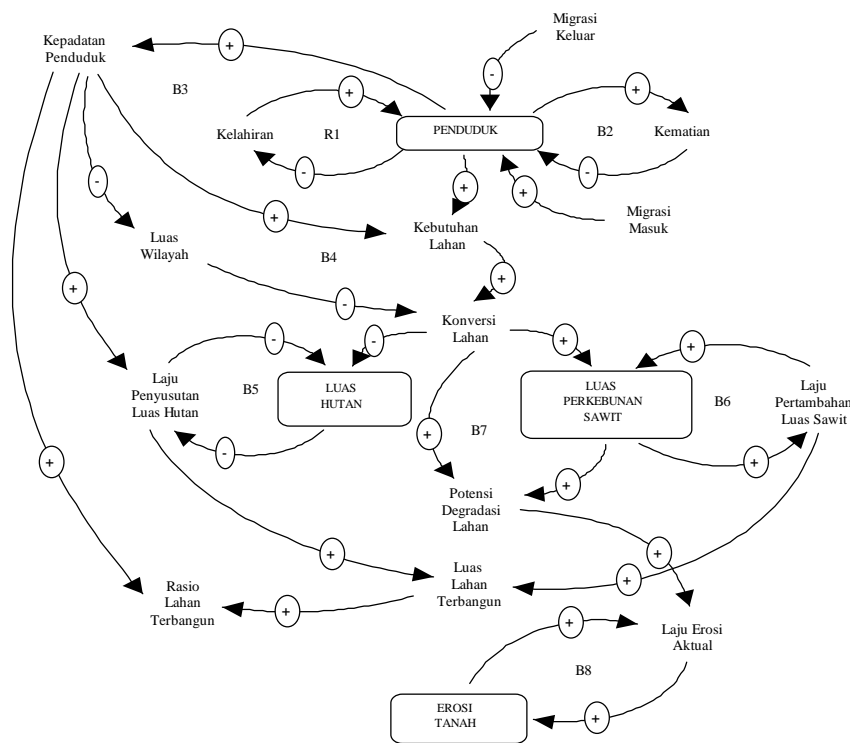 Migrasi
Keluar
Kepadatan
Penduduk
+
-
B3
+
+
Kelahiran
R1
PENDUDUK
B2
Kematian
-
-
+
+
-
Migrasi
Masuk
+
Kebutuhan
Lahan
Luas
Wilayah
B4
+
+
-
Konversi
Lahan
-
-
+
+
Laju
Penyusutan
Luas Hutan
B5
LUAS
HUTAN
LUAS
PERKEBUNAN
SAWIT
B6
Laju
Pertambahan
Luas Sawit
-
+
B7
+
+
+
Potensi
Degradasi
Lahan
+
+
Luas
Lahan
Terbangun
+
Rasio
Lahan
Terbangun
+
+
Laju Erosi
Aktual
B8
EROSI
TANAH
+